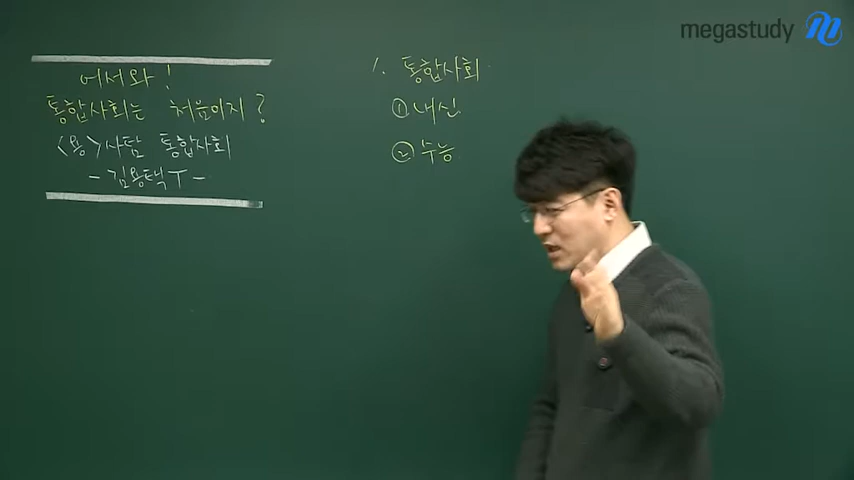 megastudy
어서와!
통합사회는 처음이지?
<용>사탐 통합사회
- 김용택T -
1. 통합사회
① 내신
② 수능